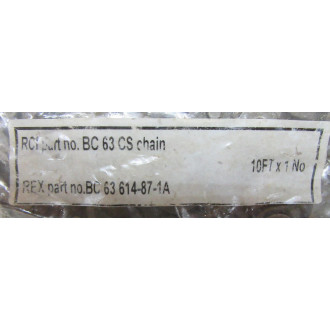 RCI part no. BC 63 CS chain
10FT x 1 No
REX part no.BC 63 614-87-1A